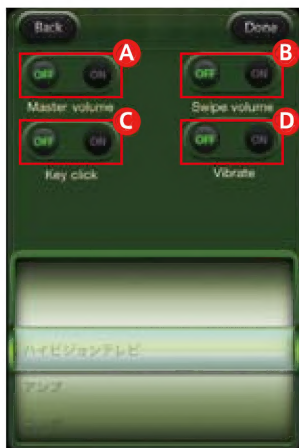 Back Done
A B
OFF ON OFF ON
Master volume Swipe volume
C D
OFF ON OFF ON
Key click Vibrate
ハイビジョンテレビ
アンプ